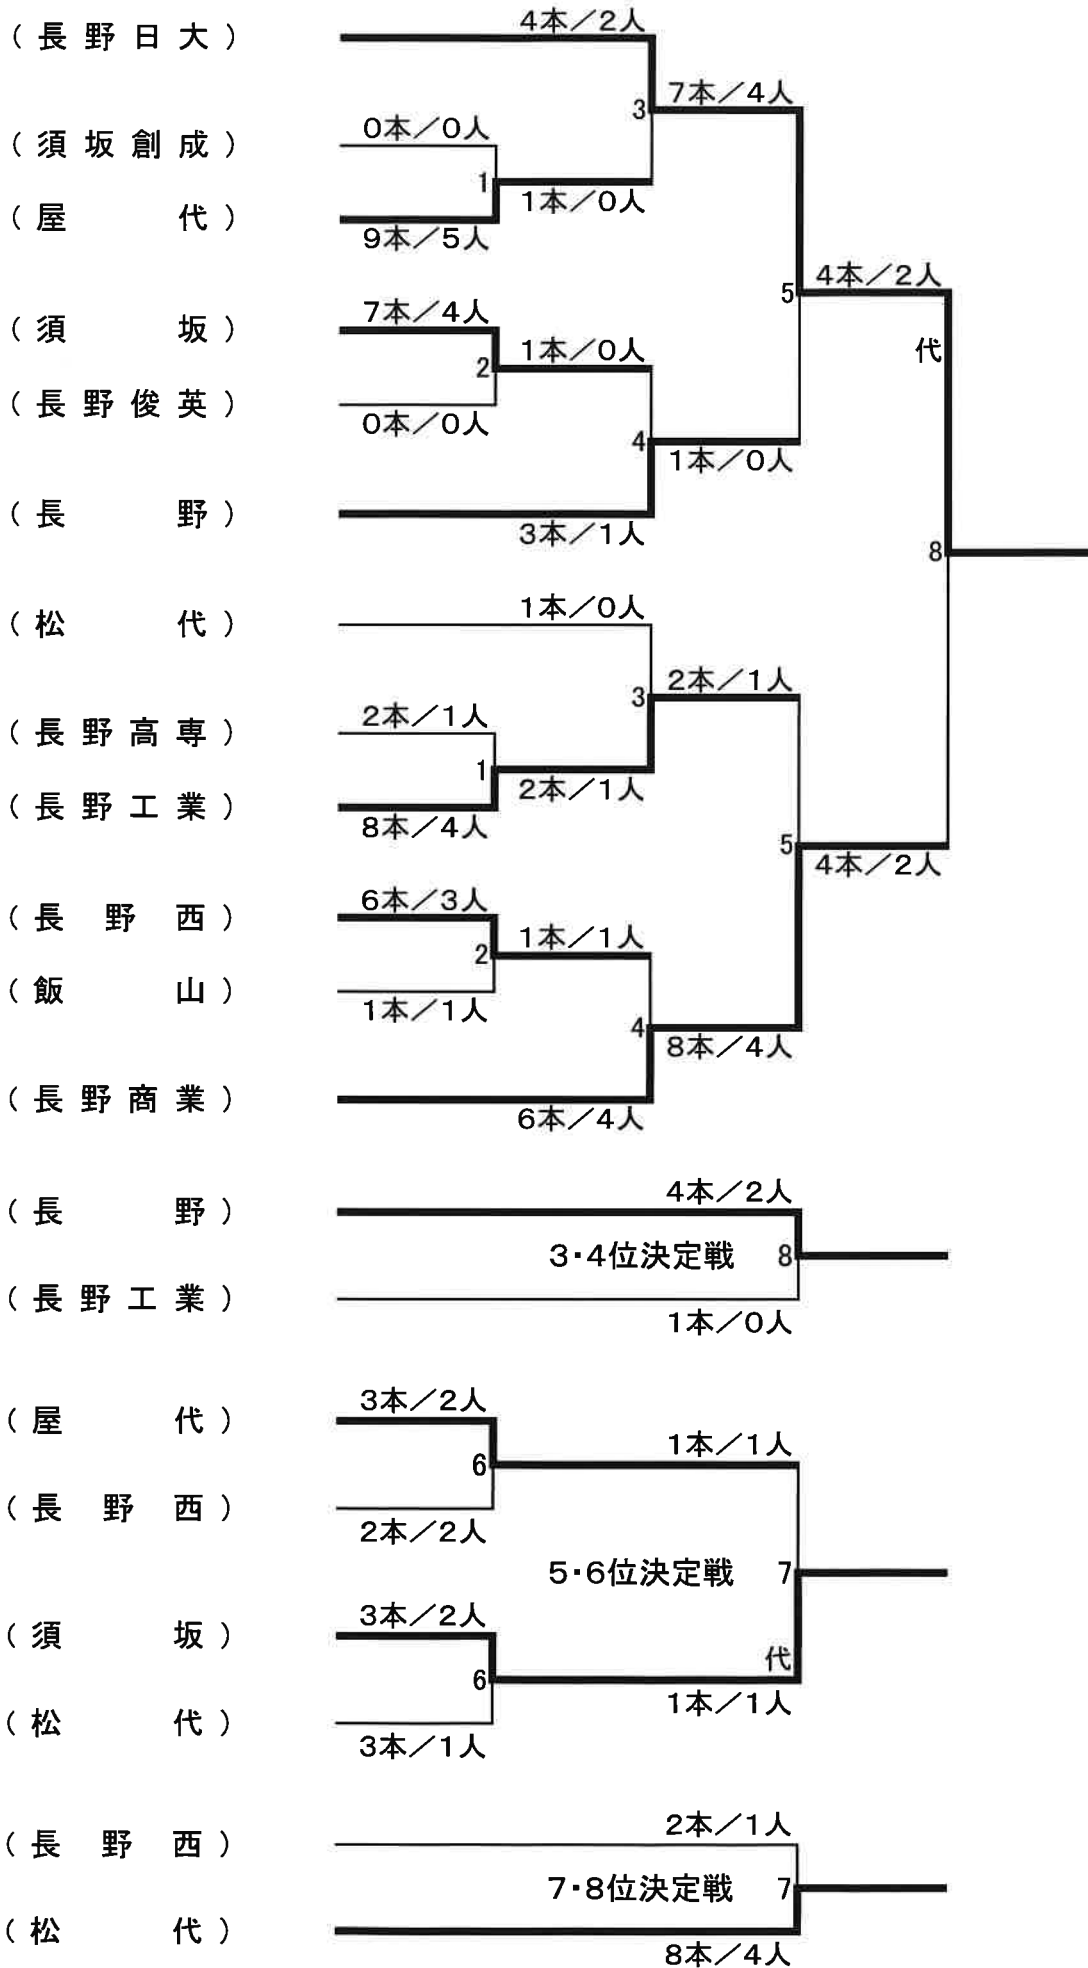 4本／2人
（長野日大）
7本／4人
3
0本／0人
（須坂創成）
1
1本／0人
（屋代）
9本／5人
4本／2人
5
7本／4人
（須坂）
1本／0人
代
2
（長野俊英）
0本／0人
4
1本／0人
（長野）
3本／1人
8
1本／0人
（松代）
2本／1人
3
2本／1人
（長野高専）
1
2本／1人
（長野工業）
8本／4人
5
4本／2人
6本／3人
（長野西）
1本／1人
2
（飯山）
1本／1人
4
8本／4人
（長野商業）
6本／4人
4本／2人
（長野）
3・4位決定戦 8
（長野工業）
1本／0人
3本／2人
（屋代）
1本／1人
6
（長野西）
2本／2人
5・6位決定戦 7
3本／2人
（須坂）
代
6
1本／1人
（松代）
3本／1人
2本／1人
（長野西）
7・8位決定戦 7
（松代）
8本／4人